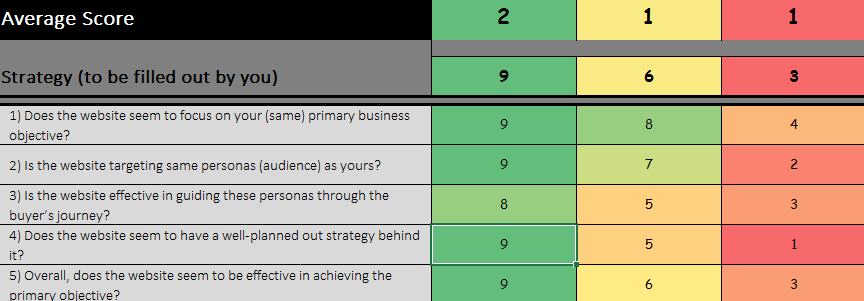 Average Score 2 1 1
Strategy (to be filled out by you) 9 6 3
1) Does the website seem to focus on your (same) primary business
objective? 9 8 4
2) Is the website targeting same personas (audience) as yours? 9 7 2
3) Is the website effective in guiding these personas through the
buyer's journey? 8 5 3
4) Does the website seem to have a well-planned out strategy behind
it? 9 5 1
5) Overall, does the website seem to be effective in achieving the
primary objective? 9 6 3